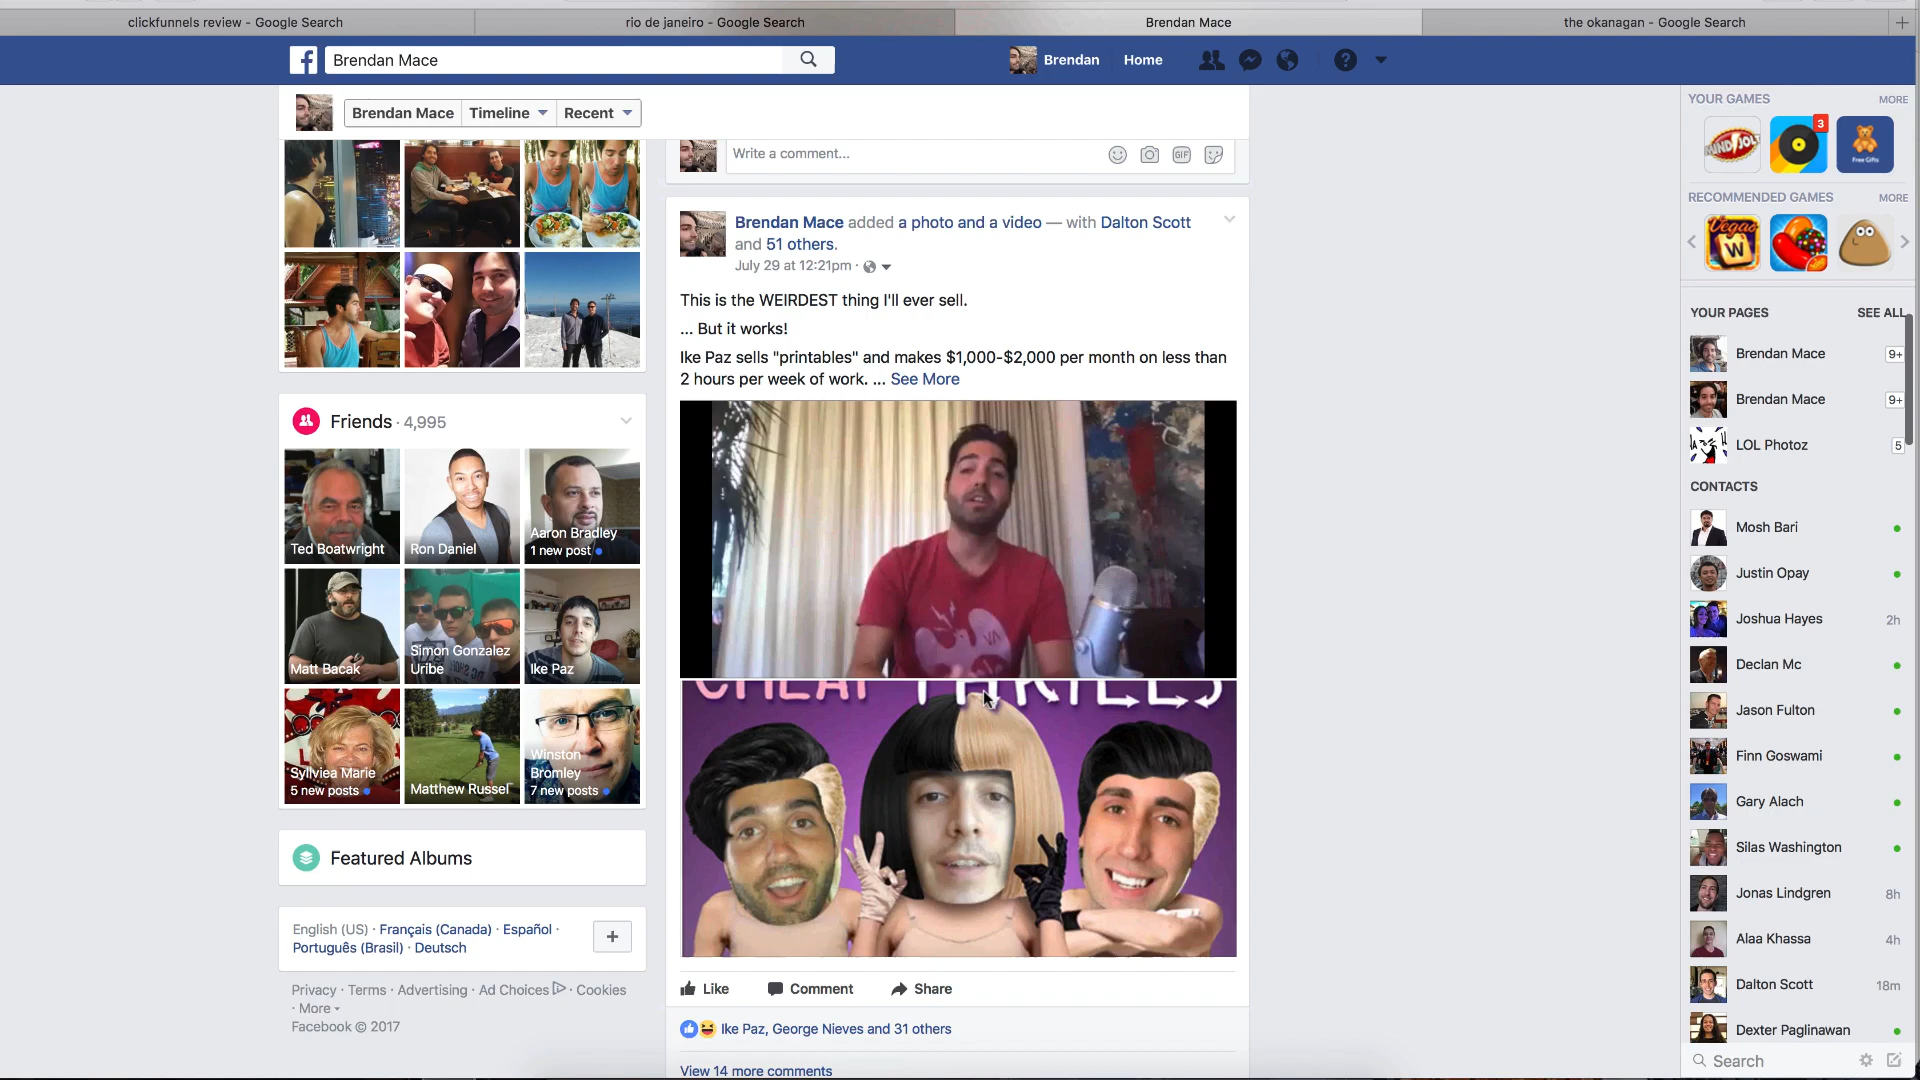 clickfunnels review - Google Search
rio de janeiro - Google Search
Brendan Mace
the okanagan - Google Search
Brendan Mace
Brendan
Home
Brendan Mace
Timeline
Recent
Write a comment...
GIF
Brendan Mace added a photo and a video — with Dalton Scott
and 51 others.
July 29 at 12:21pm ·
This is the WEIRDEST thing I'll ever sell.
... But it works!
Ike Paz sells "printables" and makes $1,000-$2,000 per month on less than
2 hours per week of work. ... See More
CHEAP THRILLS
Like
Comment
Share
Ike Paz, George Nieves and 31 others
View 14 more comments
Friends · 4,995
Ted Boatwright
Ron Daniel
Aaron Bradley
1 new post
Matt Bacak
Simon Gonzalez
Uribe
Ike Paz
Syllviea Marie
5 new posts
Matthew Russel
Winston
Bromley
7 new posts
Featured Albums
English (US) · Français (Canada) · Español ·
Português (Brasil) · Deutsch
Privacy · Terms · Advertising · Ad Choices · Cookies
· More
Facebook © 2017
YOUR GAMES
MORE
3
Free Gifts
RECOMMENDED GAMES
MORE
Vegas
W
YOUR PAGES
SEE ALL
Brendan Mace
9+
Brendan Mace
9+
LOL Photoz
5
CONTACTS
Mosh Bari
Justin Opay
Joshua Hayes
2h
Declan Mc
Jason Fulton
Finn Goswami
Gary Alach
Silas Washington
Jonas Lindgren
8h
Alaa Khassa
4h
Dalton Scott
18m
Dexter Paglinawan
Search